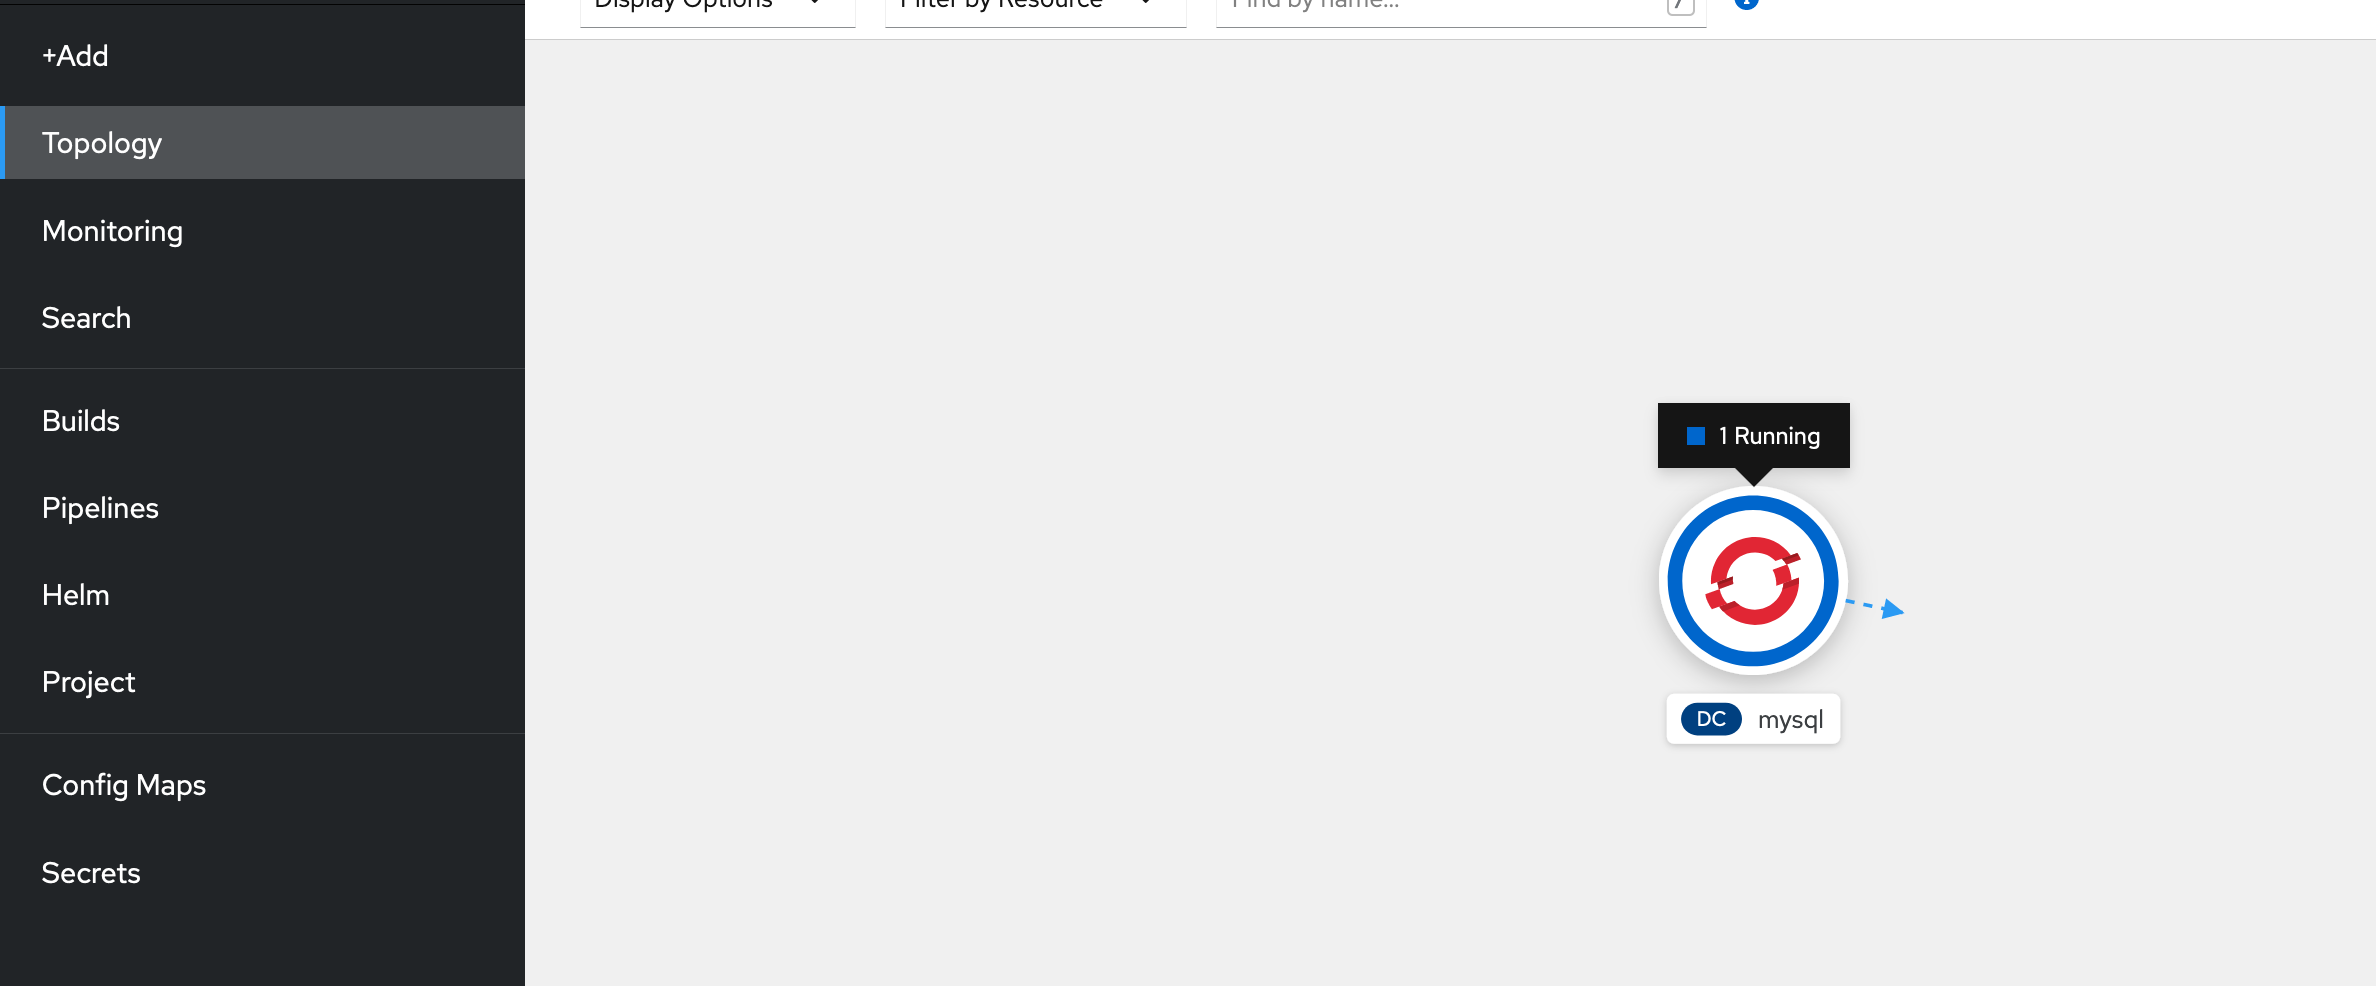 Display Options
Filter by Resource
Find by name...
/
+Add
Topology
Monitoring
Search
Builds
Pipelines
Helm
Project
Config Maps
Secrets
1 Running
DC mysql